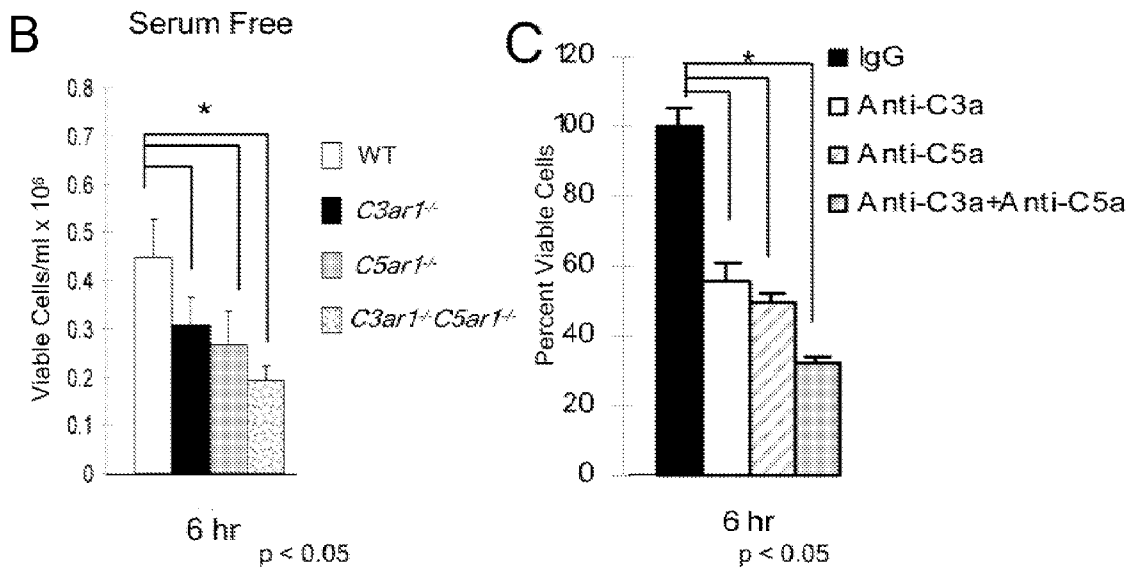 B
Serum Free
Viable Cells/ml x 10⁶
0.8
0.7
0.6
0.5
0.4
0.3
0.2
0.1
0
*
WT
C3ar1-/-
C5ar1-/-
C3ar1-/-C5ar1-/-
6 hr
p < 0.05
C
Percent Viable Cells
120
100
80
60
40
20
0
*
IgG
Anti-C3a
Anti-C5a
Anti-C3a+Anti-C5a
6 hr
p < 0.05